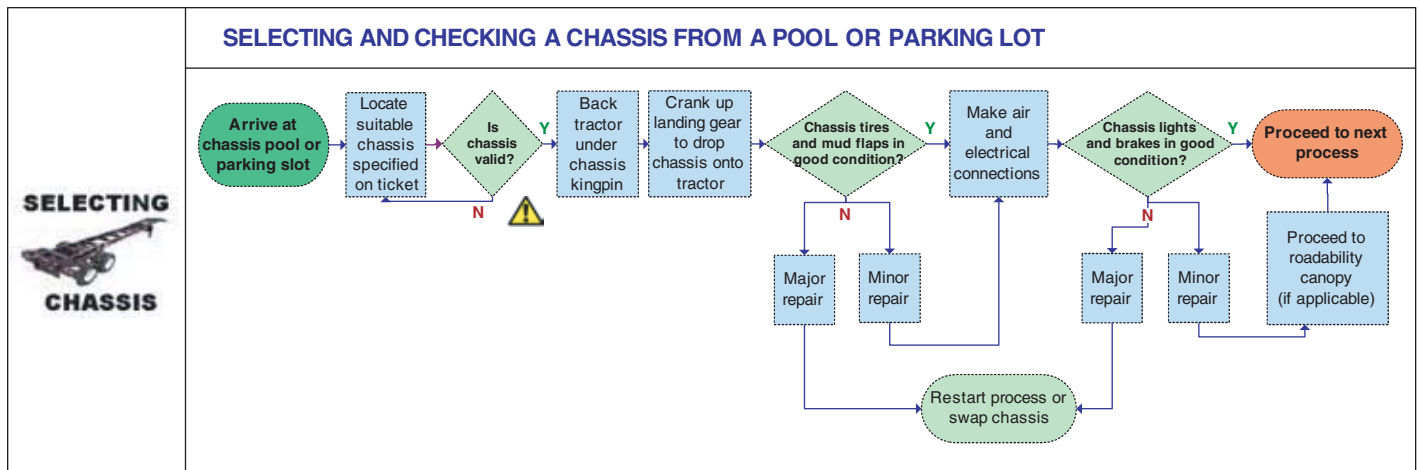 SELECTING AND CHECKING A CHASSIS FROM A POOL OR PARKING LOT
SELECTING
CHASSIS
Arrive at
chassis pool or
parking slot
Locate
suitable
chassis
specified
on ticket
Is
chassis
valid?
Y
N
Back
tractor
under
chassis
kingpin
Crank up
landing gear
to drop
chassis onto
tractor
Chassis tires
and mud flaps in
good condition?
Y
N
Major
repair
Minor
repair
Make air
and
electrical
connections
Chassis lights
and brakes in good
condition?
Y
N
Major
repair
Minor
repair
Proceed to
roadability
canopy
(if applicable)
Proceed to next
process
Restart process or
swap chassis